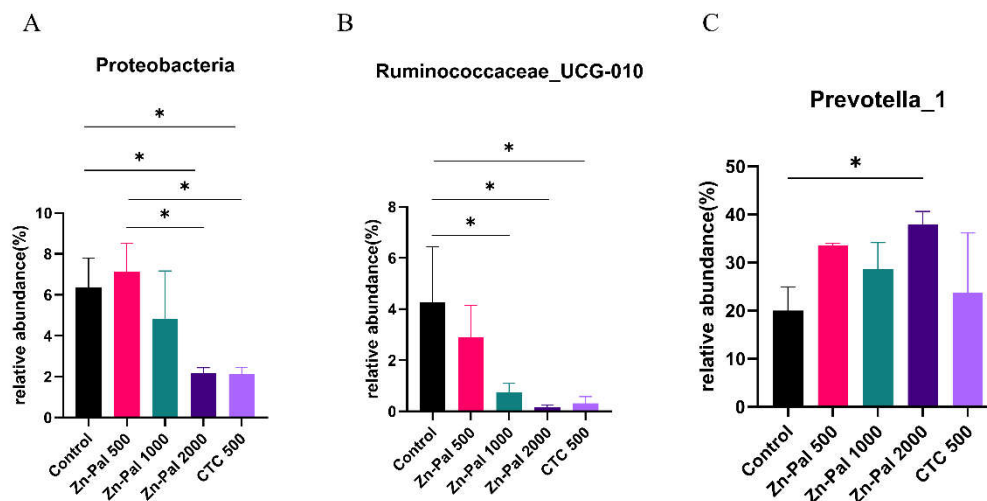 A
B
C
Proteobacteria
Ruminococcaceae_UCG-010
Prevotella_1
*
*
*
*
relative abundance(%)
10
8
6
4
2
0
Control
Zn-Pal 500
Zn-Pal 1000
Zn-Pal 2000
CTC 500
*
*
*
relative abundance(%)
8
6
4
2
0
Control
Zn-Pal 500
Zn-Pal 1000
Zn-Pal 2000
CTC 500
*
relative abundance(%)
50
40
30
20
10
0
Control
Zn-Pal 500
Zn-Pal 1000
Zn-Pal 2000
CTC 500